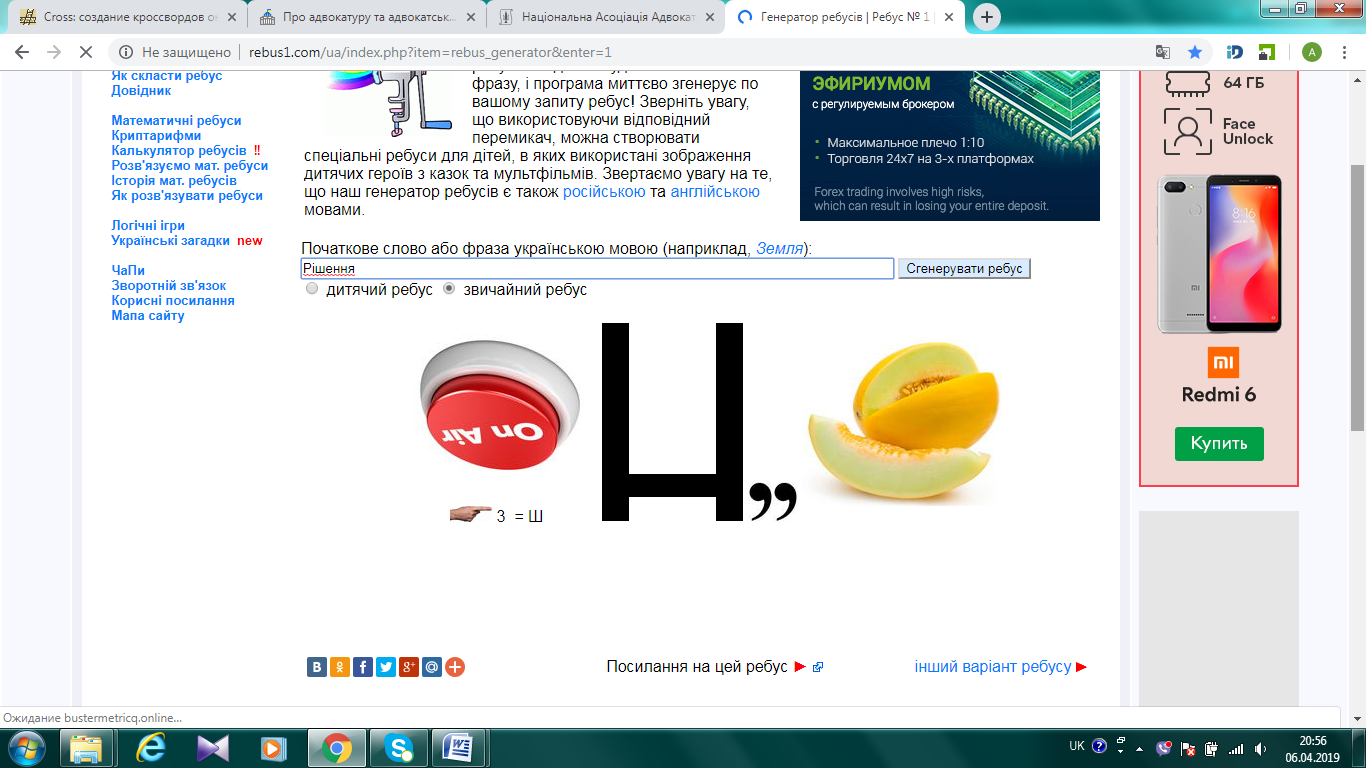 Cross: создание кроссвордов он
Про адвокатуру та адвокатськ...
Національна Асоціація Адвокат
Генератор ребусів | Ребус № 1 |
Не защищено | rebus1.com/ua/index.php?item=rebus_generator&enter=1
A
Як скласти ребус
Довідник
Математичні ребуси
Криптарифми
Калькулятор ребусів !!
Розв'язуємо мат. ребуси
Історія мат. ребусів
Як розв'язувати ребуси
Логічні ігри
Українські загадки new
ЧаПи
Зворотній зв'язок
Корисні посилання
Мапа сайту
фразу, і програма миттєво згенерує по
вашому запиту ребус! Зверніть увагу,
що використовуючи відповідний
перемикач, можна створювати
спеціальні ребуси для дітей, в яких використані зображення
дитячих героїв з казок та мультфільмів. Звертаємо увагу на те,
що наш генератор ребусів є також російською та англійською
мовами.
ЭФИРИУМОМ
с регулируемым брокером
• Максимальное плечо 1:10
• Торговля 24x7 на 3-х платформах
Forex trading involves high risks,
which can result in losing your entire deposit.
Початкове слово або фраза українською мовою (наприклад, Земля):
Рішення
Сгенерувати ребус
дитячий ребус звичайний ребус
On Air
3 = Ш
Н
,,
64 ГБ
Face
Unlock
8:16
mi
Redmi 6
Купить
Посилання на цей ребус
інший варіант ребусу
В
f
g+
@
Ожидание bustermetricq.online...
UK
20:56
06.04.2019